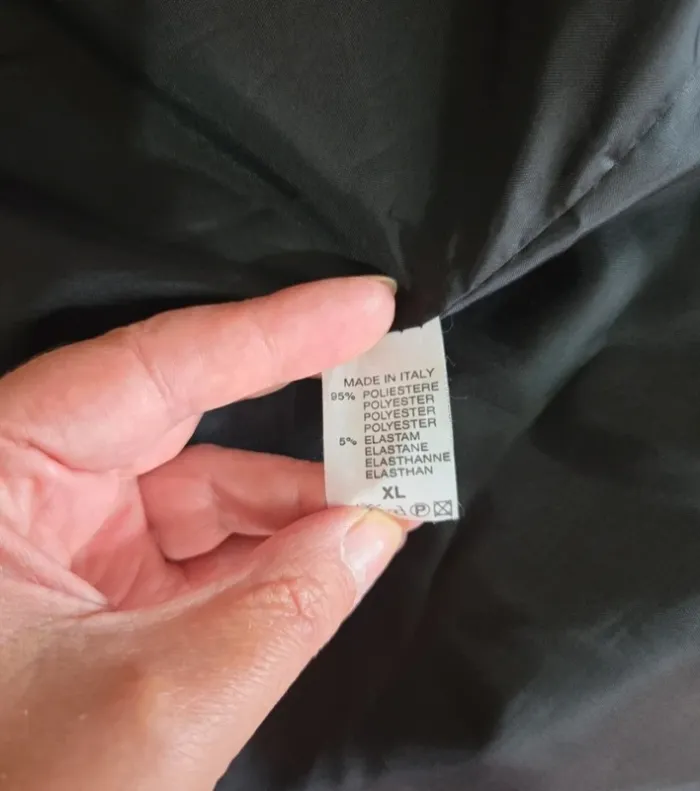 MADE IN ITALY
95% POLIESTERE
POLYESTER
POLYESTER
POLYESTER
5% ELASTAM
ELASTANE
ELASTHANNE
ELASTHAN
XL
P